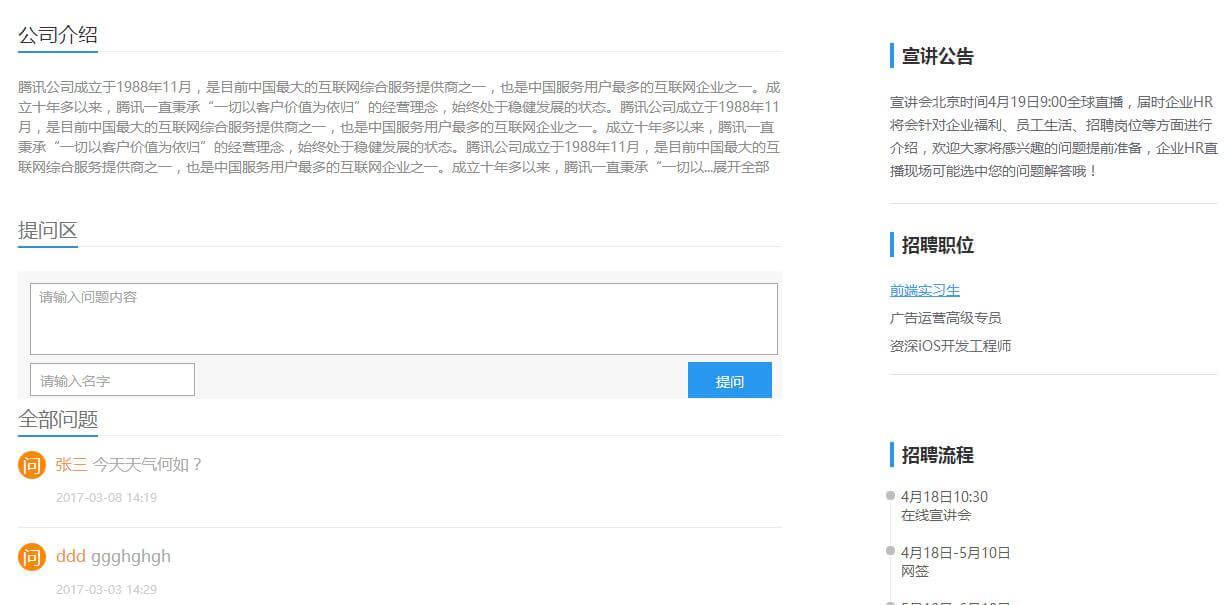 公司介绍
腾讯公司成立于1988年11月，是目前中国最大的互联网综合服务提供商之一，也是中国服务用户最多的互联网企业之一。成
立十年多以来，腾讯一直秉承“一切以客户价值为依归”的经营理念，始终处于稳健发展的状态。腾讯公司成立于1988年11
月，是目前中国最大的互联网综合服务提供商之一，也是中国服务用户最多的互联网企业之一。成立十年多以来，腾讯一直
秉承“一切以客户价值为依归”的经营理念，始终处于稳健发展的状态。腾讯公司成立于1988年11月，是目前中国最大的互
联网综合服务提供商之一，也是中国服务用户最多的互联网企业之一。成立十年多以来，腾讯一直秉承“一切以...展开全部
提问区
请输入问题内容
请输入名字
提问
全部问题
问 张三 今天天气何如？
2017-03-08 14:19
问 ddd ggghghgh
2017-03-03 14:29
宣讲公告
宣讲会北京时间4月19日9:00全球直播，届时企业HR
将会针对企业福利、员工生活、招聘岗位等方面进行
介绍，欢迎大家将感兴趣的问题提前准备，企业HR直
播现场可能选中您的问题解答哦！
招聘职位
前端实习生
广告运营高级专员
资深iOS开发工程师
招聘流程
4月18日10:30
在线宣讲会
4月18日-5月10日
网签